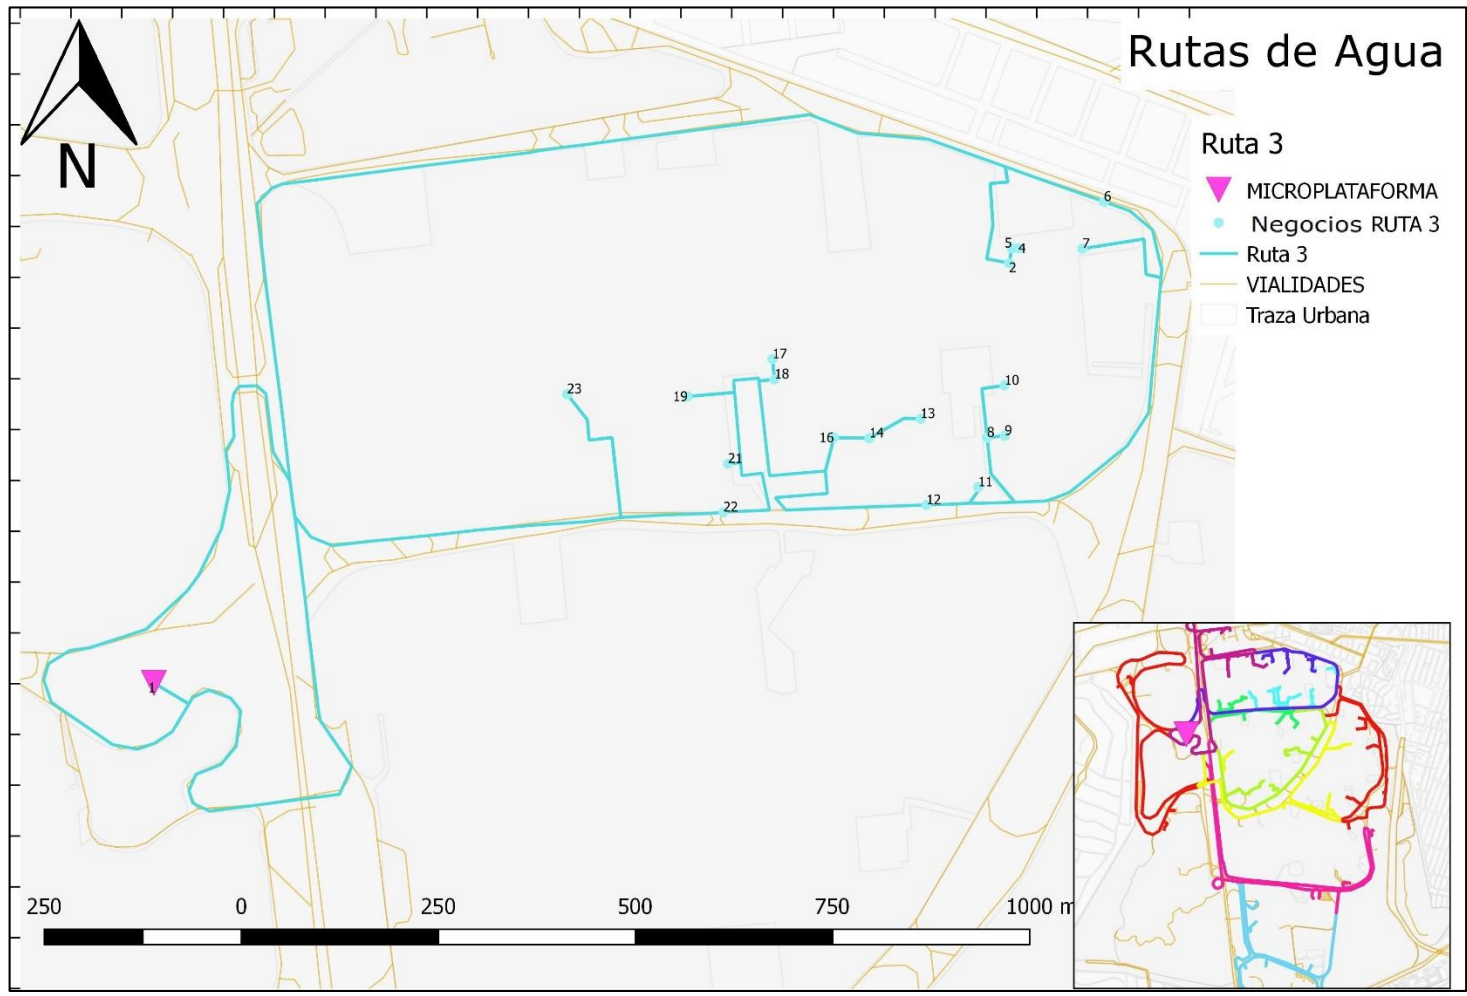 Rutas de Agua
N
Ruta 3
MICROPLATAFORMA
Negocios RUTA 3
Ruta 3
VIALIDADES
Traza Urbana
6
5 4
7
2
17
18
23
19
10
13
16
14
8 9
21
11
22
12
1
250 0 250 500 750 1000 m